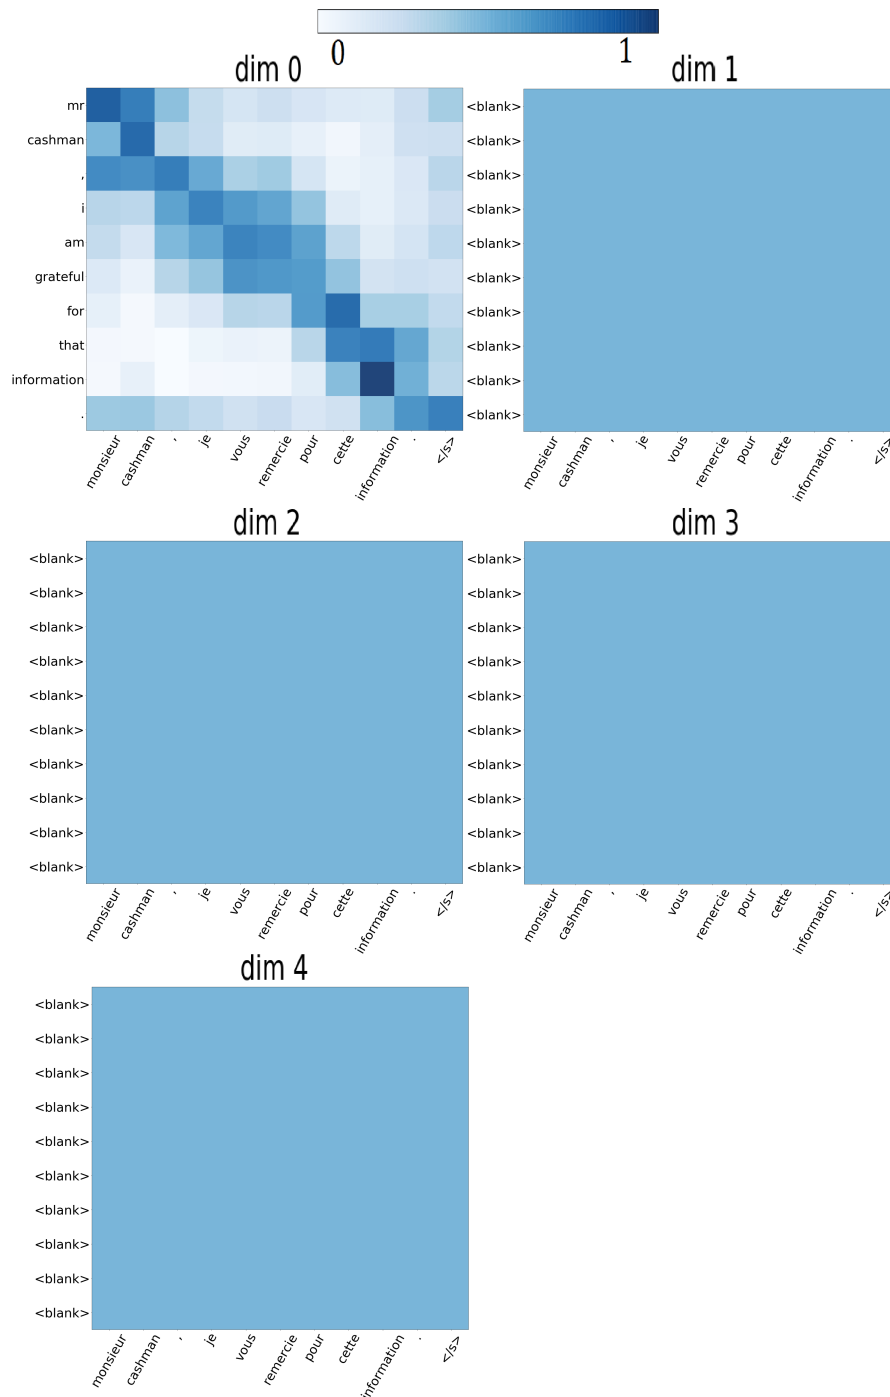 0 1
dim 0
mr
cashman
,
i
am
grateful
for
that
information
.
monsieur cashman , je vous remercie pour cette information . </s>
dim 1
<blank>
<blank>
<blank>
<blank>
<blank>
<blank>
<blank>
<blank>
<blank>
<blank>
monsieur cashman , je vous remercie pour cette information . </s>
dim 2
<blank>
<blank>
<blank>
<blank>
<blank>
<blank>
<blank>
<blank>
<blank>
<blank>
monsieur cashman , je vous remercie pour cette information . </s>
dim 3
<blank>
<blank>
<blank>
<blank>
<blank>
<blank>
<blank>
<blank>
<blank>
<blank>
monsieur cashman , je vous remercie pour cette information . </s>
dim 4
<blank>
<blank>
<blank>
<blank>
<blank>
<blank>
<blank>
<blank>
<blank>
<blank>
monsieur cashman , je vous remercie pour cette information . </s>